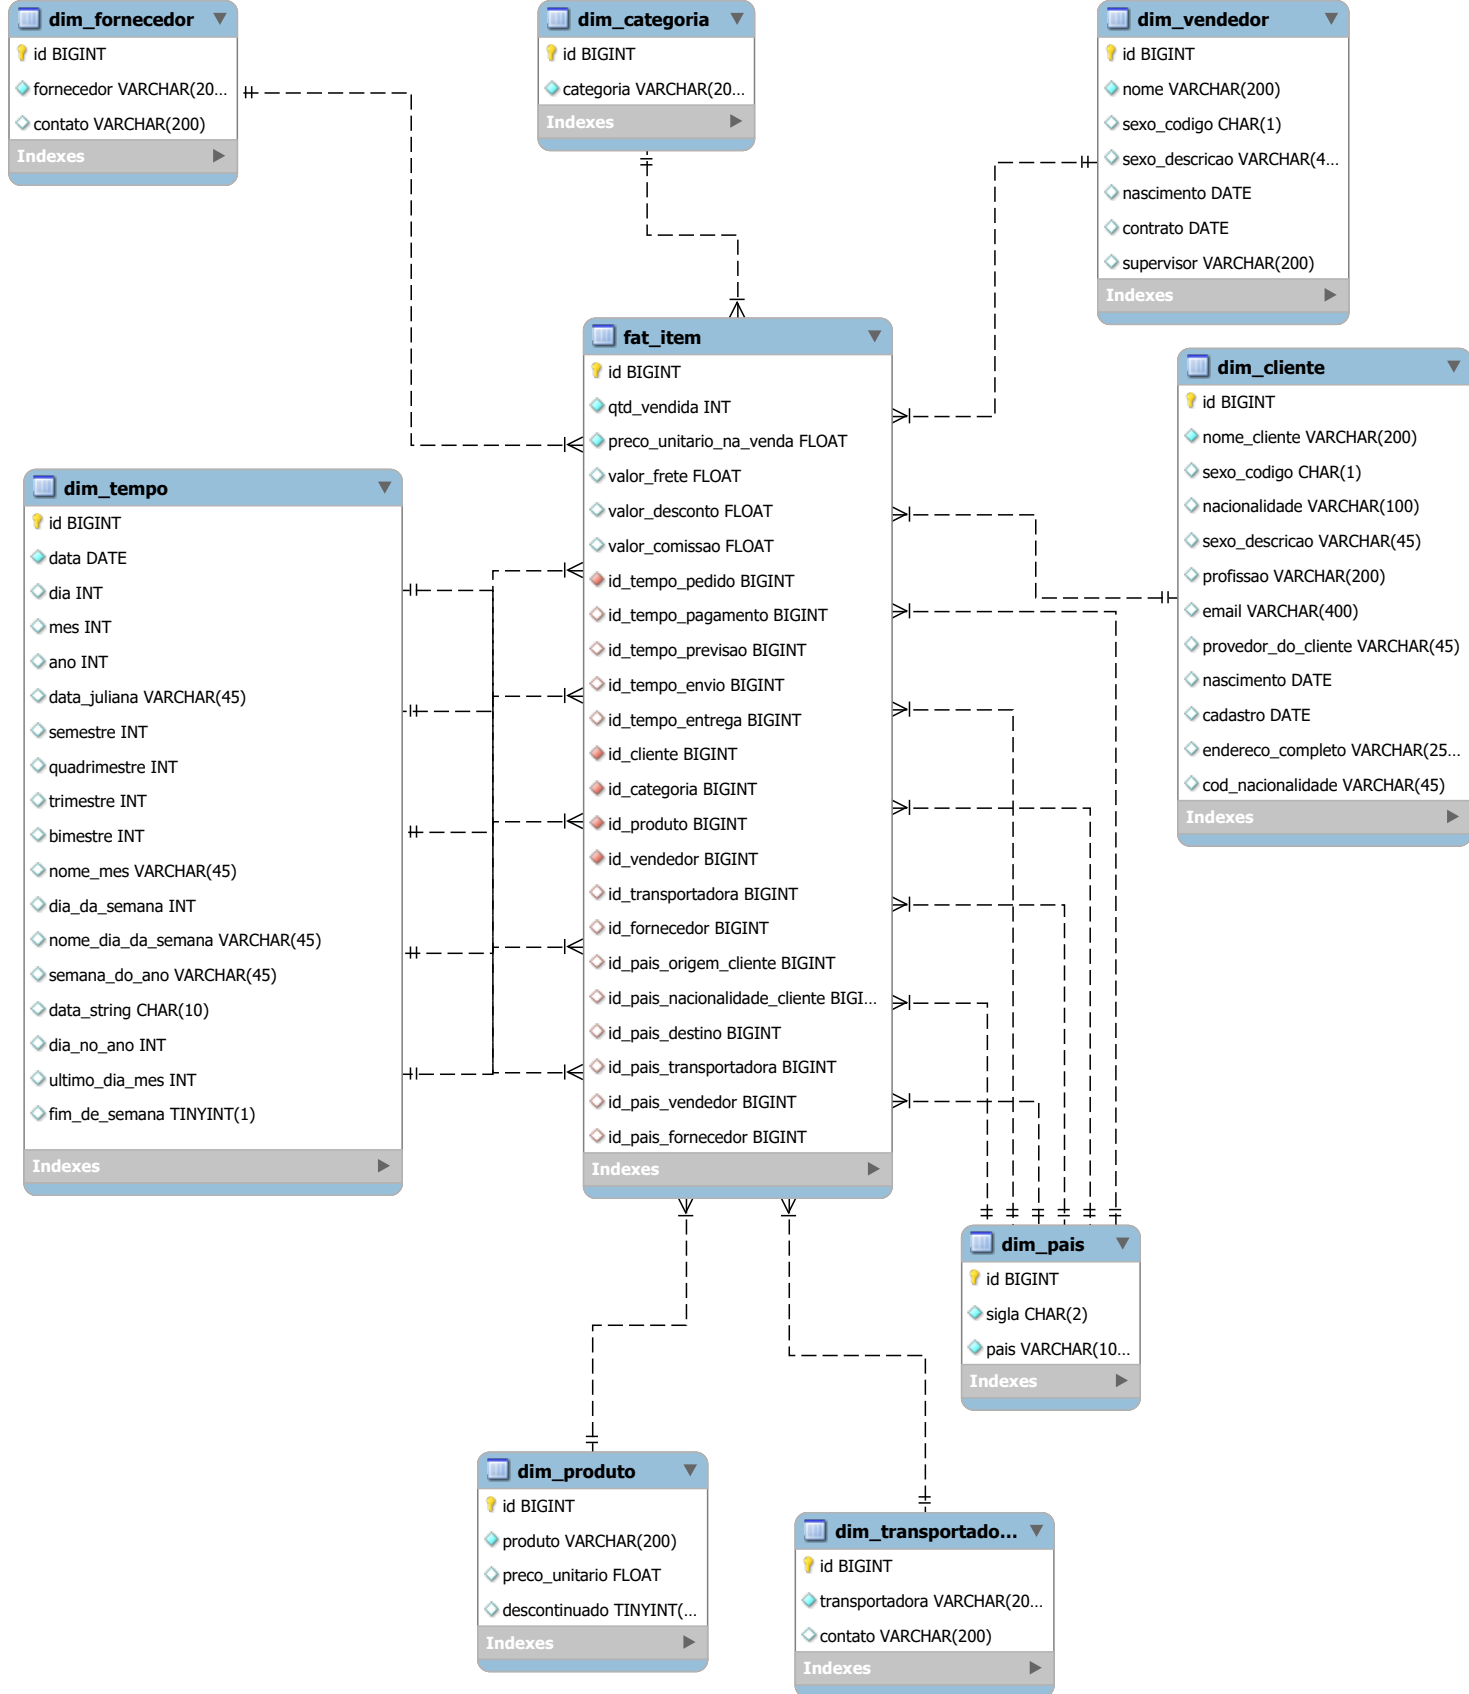 dim_fornecedor
id BIGINT
fornecedor VARCHAR(20...
contato VARCHAR(200)
Indexes
dim_categoria
id BIGINT
categoria VARCHAR(20...
Indexes
dim_vendedor
id BIGINT
nome VARCHAR(200)
sexo_codigo CHAR(1)
sexo_descricao VARCHAR(4...
nascimento DATE
contrato DATE
supervisor VARCHAR(200)
Indexes
fat_item
id BIGINT
qtd_vendida INT
preco_unitario_na_venda FLOAT
valor_frete FLOAT
valor_desconto FLOAT
valor_comissao FLOAT
id_tempo_pedido BIGINT
id_tempo_pagamento BIGINT
id_tempo_previsao BIGINT
id_tempo_envio BIGINT
id_tempo_entrega BIGINT
id_cliente BIGINT
id_categoria BIGINT
id_produto BIGINT
id_vendedor BIGINT
id_transportadora BIGINT
id_fornecedor BIGINT
id_pais_origem_cliente BIGINT
id_pais_nacionalidade_cliente BIGI...
id_pais_destino BIGINT
id_pais_transportadora BIGINT
id_pais_vendedor BIGINT
id_pais_fornecedor BIGINT
Indexes
dim_cliente
id BIGINT
nome_cliente VARCHAR(200)
sexo_codigo CHAR(1)
nacionalidade VARCHAR(100)
sexo_descricao VARCHAR(45)
profissao VARCHAR(200)
email VARCHAR(400)
provedor_do_cliente VARCHAR(45)
nascimento DATE
cadastro DATE
endereco_completo VARCHAR(25...
cod_nacionalidade VARCHAR(45)
Indexes
dim_tempo
id BIGINT
data DATE
dia INT
mes INT
ano INT
data_juliana VARCHAR(45)
semestre INT
quadrimestre INT
trimestre INT
bimestre INT
nome_mes VARCHAR(45)
dia_da_semana INT
nome_dia_da_semana VARCHAR(45)
semana_do_ano VARCHAR(45)
data_string CHAR(10)
dia_no_ano INT
ultimo_dia_mes INT
fim_de_semana TINYINT(1)
Indexes
dim_pais
id BIGINT
sigla CHAR(2)
pais VARCHAR(10...
Indexes
dim_produto
id BIGINT
produto VARCHAR(200)
preco_unitario FLOAT
descontinuado TINYINT(...
Indexes
dim_transportado...
id BIGINT
transportadora VARCHAR(20...
contato VARCHAR(200)
Indexes